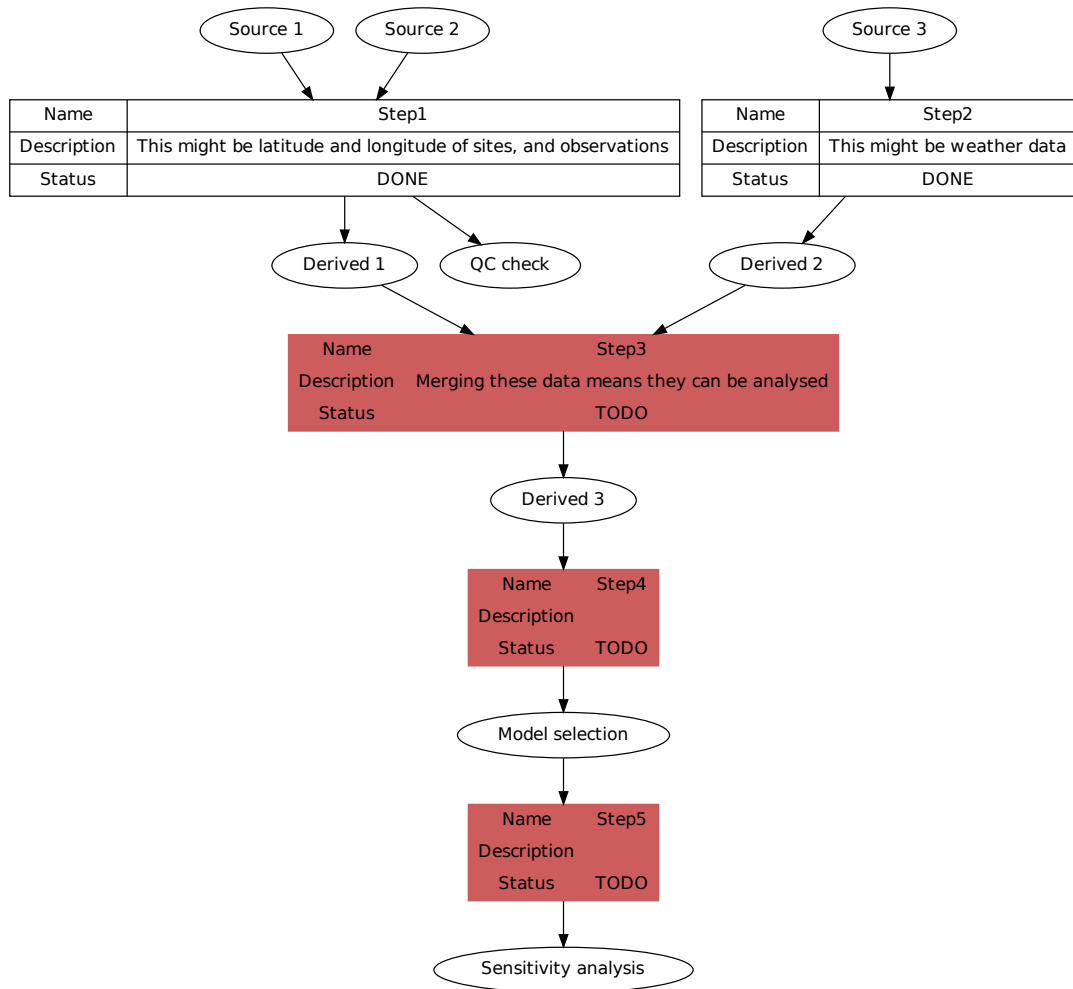 Source 1
Source 2
Source 3
Name Step1
Description This might be latitude and longitude of sites, and observations
Status DONE
Name Step2
Description This might be weather data
Status DONE
Derived 1
QC check
Derived 2
Name Step3
Description Merging these data means they can be analysed
Status TODO
Derived 3
Name Step4
Description
Status TODO
Model selection
Name Step5
Description
Status TODO
Sensitivity analysis